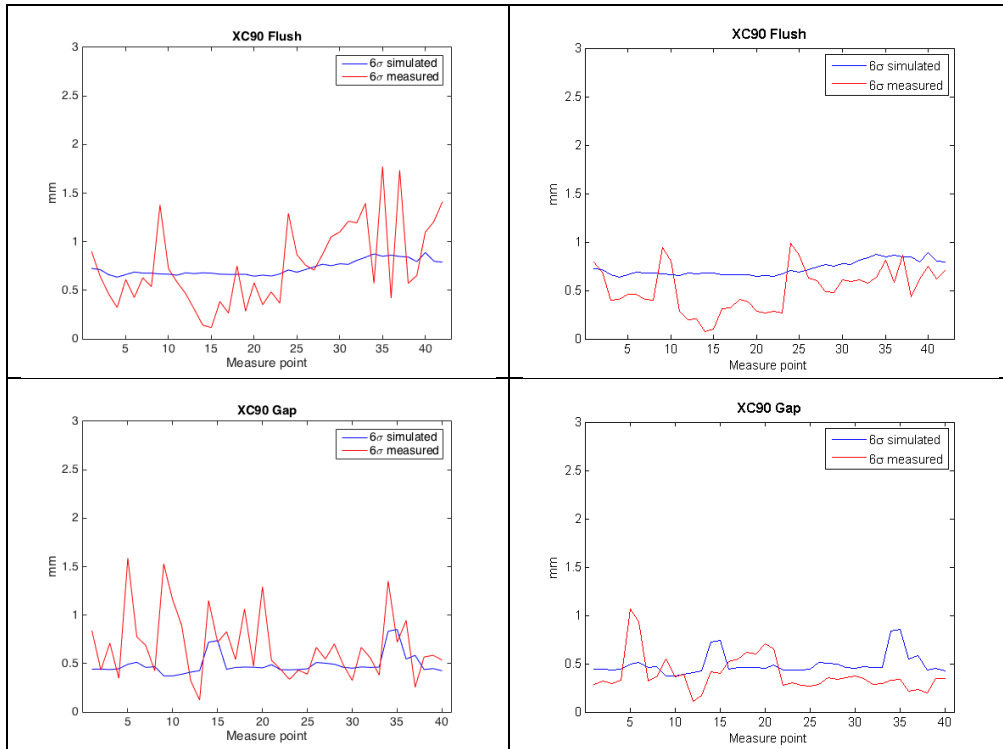 XC90 Flush
6σ simulated
6σ measured
mm
3
2.5
2
1.5
1
0.5
0
5 10 15 20 25 30 35 40
Measure point
XC90 Flush
6σ simulated
6σ measured
mm
3
2.5
2
1.5
1
0.5
0
5 10 15 20 25 30 35 40
Measure point
XC90 Gap
6σ simulated
6σ measured
mm
3
2.5
2
1.5
1
0.5
0
5 10 15 20 25 30 35 40
Measure point
XC90 Gap
6σ simulated
6σ measured
mm
3
2.5
2
1.5
1
0.5
0
5 10 15 20 25 30 35 40
Measure point